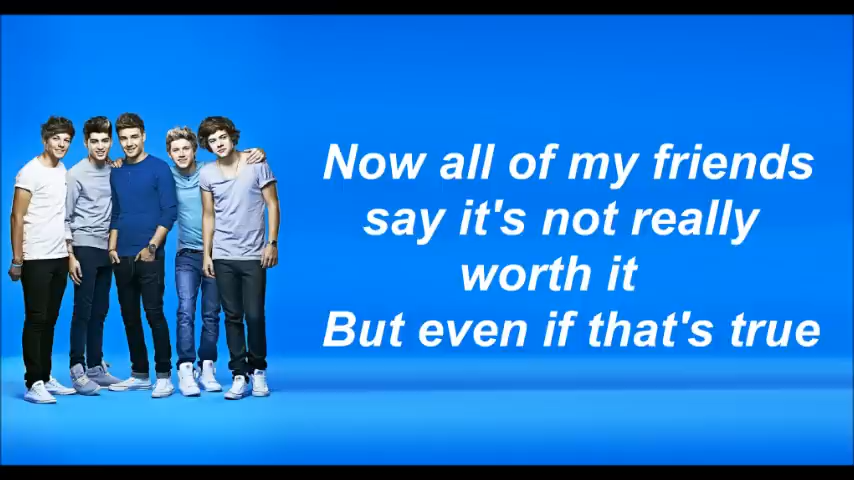 Now all of my friends
say it's not really
worth it
But even if that's true